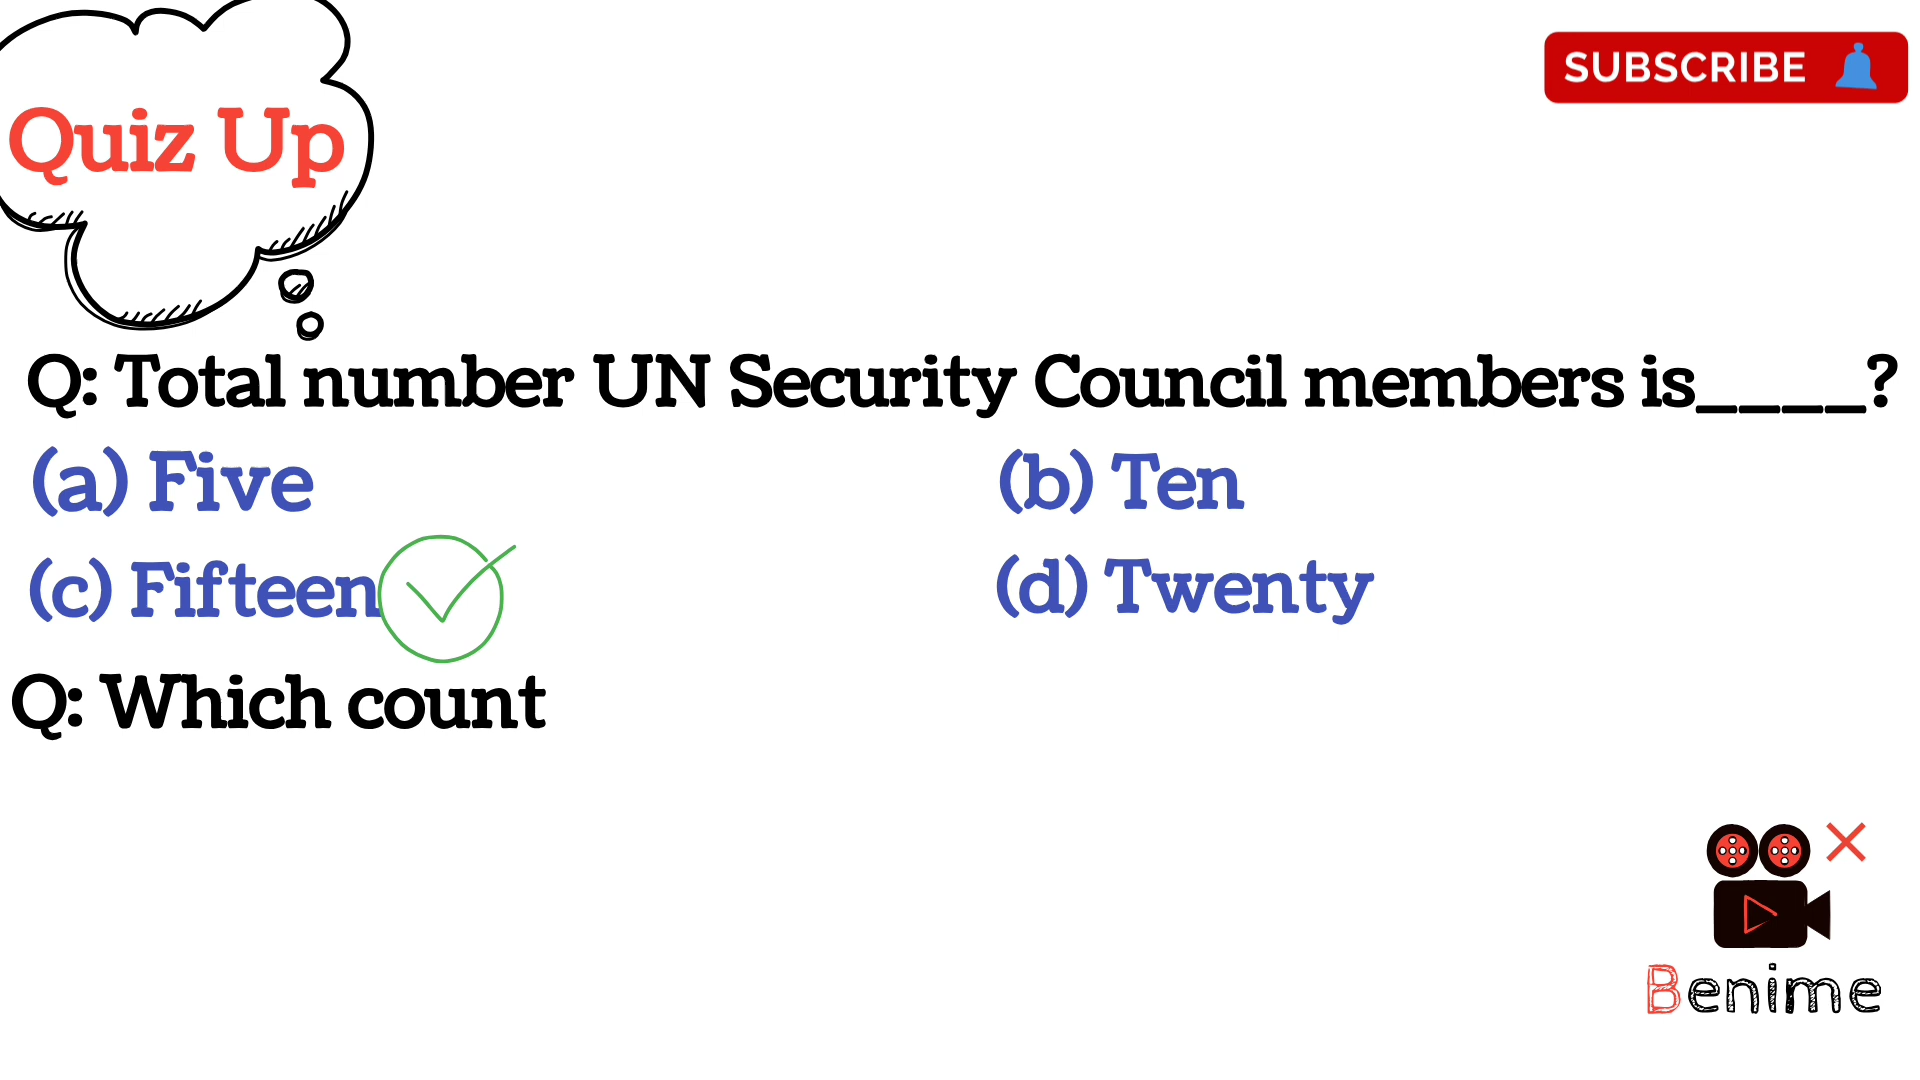 Quiz Up
SUBSCRIBE
Q: Total number UN Security Council members is____?
(a) Five
(b) Ten
(c) Fifteen
(d) Twenty
Q: Which count
Benime